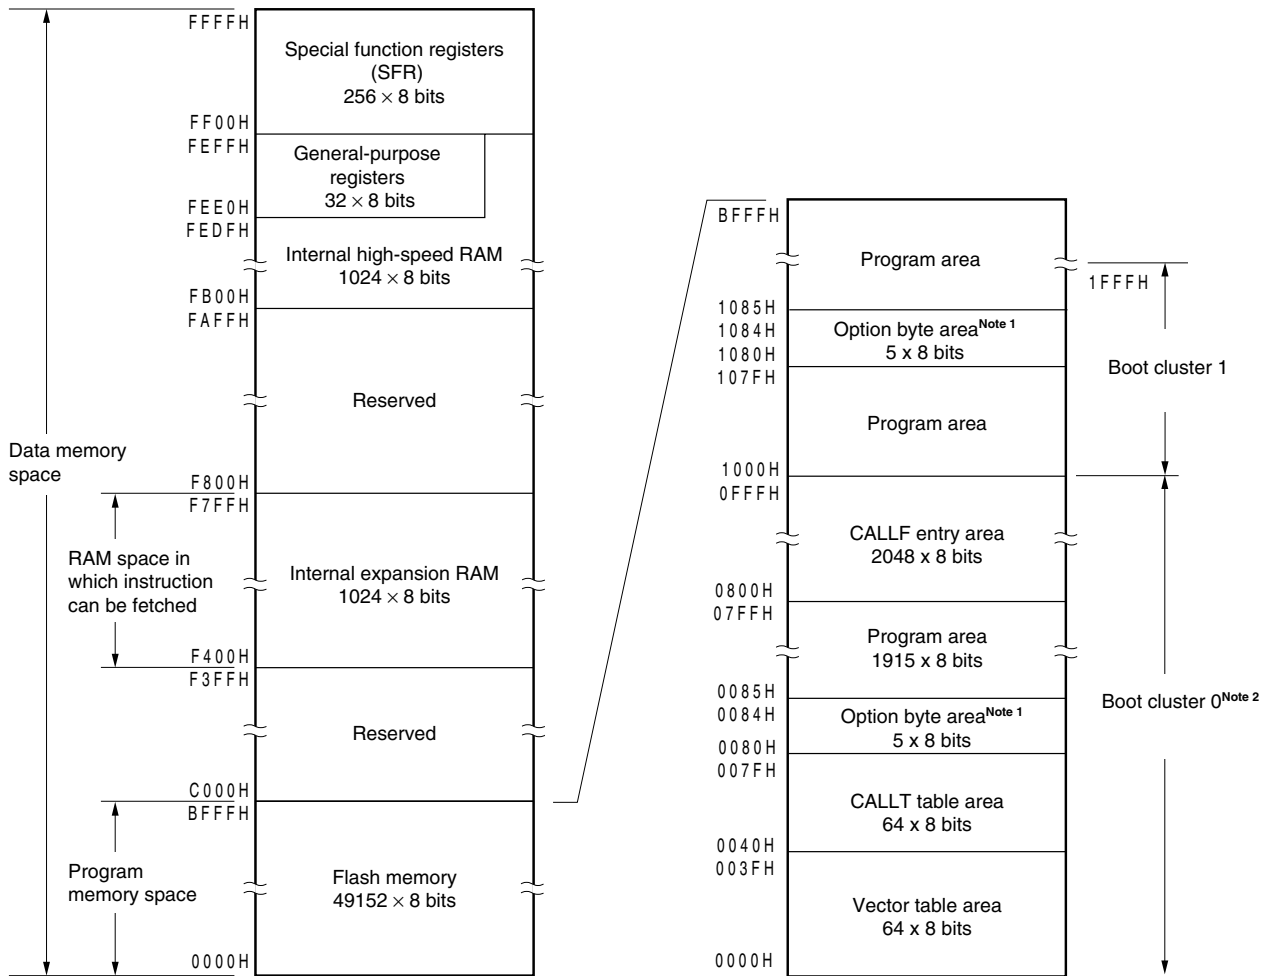 FFFFH
Special function registers
(SFR)
256 × 8 bits
FF00H
FEFFH
General-purpose
registers
32 × 8 bits
FEE0H
FEDFH
Internal high-speed RAM
1024 × 8 bits
FB00H
FAFFH
Reserved
Data memory
space
F800H
F7FFH
RAM space in
which instruction
can be fetched
Internal expansion RAM
1024 × 8 bits
F400H
F3FFH
Reserved
C000H
BFFFH
Program
memory space
Flash memory
49152 × 8 bits
0000H
BFFFH
Program area
1FFFH
1085H
1084H
Option byte area Note 1
5 x 8 bits
1080H
107FH
Boot cluster 1
Program area
1000H
0FFFH
CALLF entry area
2048 x 8 bits
0800H
07FFH
Program area
1915 x 8 bits
0085H
0084H
Option byte area Note 1
5 x 8 bits
Boot cluster 0 Note 2
0080H
007FH
CALLT table area
64 x 8 bits
0040H
003FH
Vector table area
64 x 8 bits
0000H